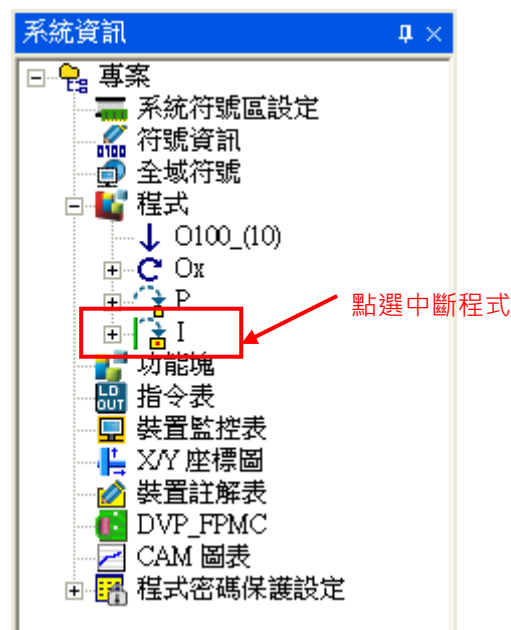 系統資訊
專案
系統符號區設定
符號資訊
全域符號
程式
O100_(10)
Ox
P
I
點選中斷程式
功能塊
指令表
裝置監控表
X/Y 座標圖
裝置註解表
DVP_FPMC
CAM 圖表
程式密碼保護設定